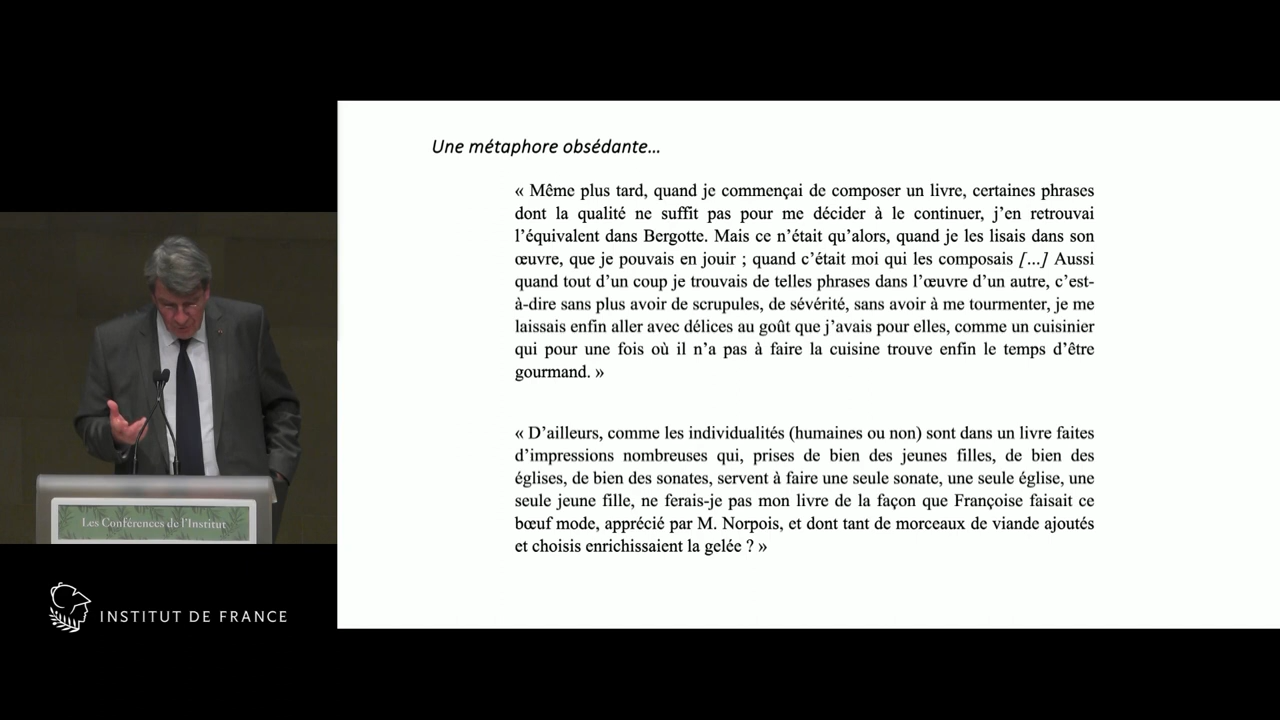 Une métaphore obsédante…
« Même plus tard, quand je commençai de composer un livre, certaines phrases
dont la qualité ne suffit pas pour me décider à le continuer, j’en retrouvai
l’équivalent dans Bergotte. Mais ce n’était qu’alors, quand je les lisais dans son
œuvre, que je pouvais en jouir ; quand c’était moi qui les composais [...] Aussi
quand tout d’un coup je trouvais de telles phrases dans l’œuvre d’un autre, c’est-
à-dire sans plus avoir de scrupules, de sévérité, sans avoir à me tourmenter, je me
laissais enfin aller avec délices au goût que j’avais pour elles, comme un cuisinier
qui pour une fois où il n’a pas à faire la cuisine trouve enfin le temps d’être
gourmand. »
« D’ailleurs, comme les individualités (humaines ou non) sont dans un livre faites
d’impressions nombreuses qui, prises de bien des jeunes filles, de bien des
églises, de bien des sonates, servent à faire une seule sonate, une seule église, une
seule jeune fille, ne ferais-je pas mon livre de la façon que Françoise faisait ce
bœuf mode, apprécié par M. Norpois, et dont tant de morceaux de viande ajoutés
et choisis enrichissaient la gelée ? »
Les Conférences de l’Institut
INSTITUT DE FRANCE